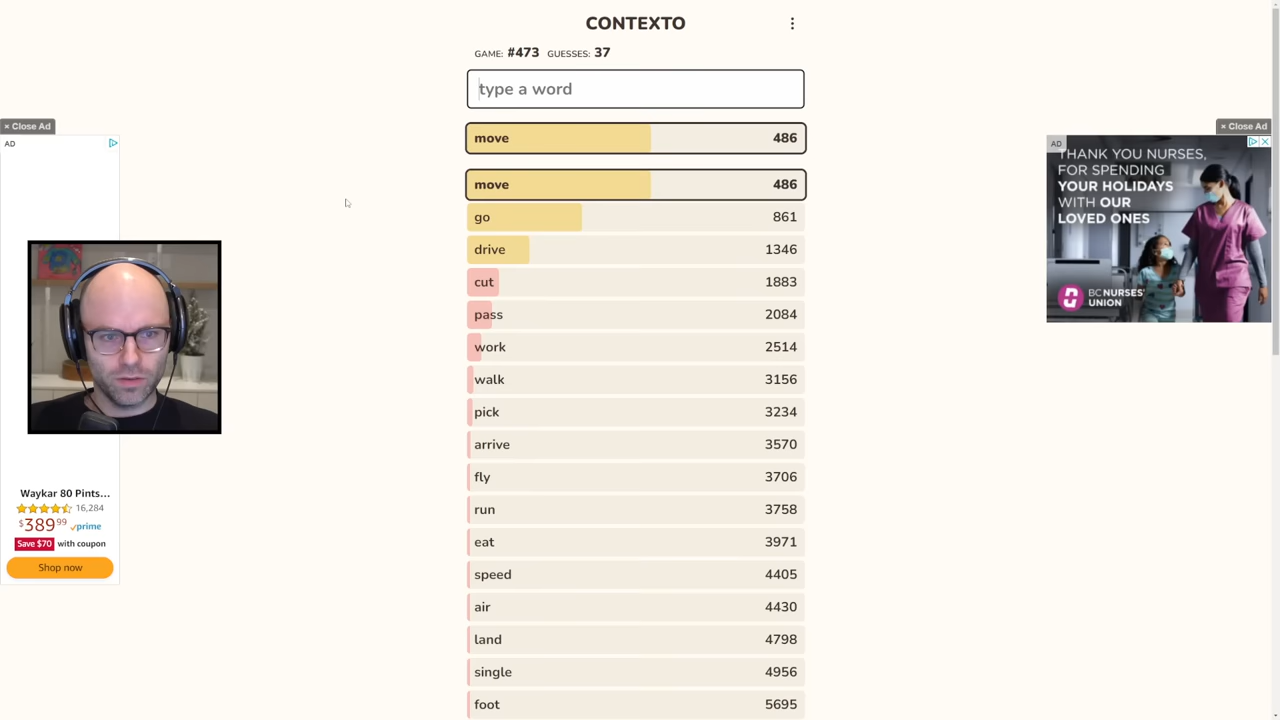 CONTEXTO
GAME: #473 GUESSES: 37
type a word
move 486
move 486
go 861
drive 1346
cut 1883
pass 2084
work 2514
walk 3156
pick 3234
arrive 3570
fly 3706
run 3758
eat 3971
speed 4405
air 4430
land 4798
single 4956
foot 5695
× Close Ad
AD
Waykar 80 Pints...
16,284
$389.99 prime
Save $70 with coupon
Shop now
× Close Ad
AD
THANK YOU NURSES,
FOR SPENDING
YOUR HOLIDAYS
WITH OUR
LOVED ONES
BC NURSES'
UNION